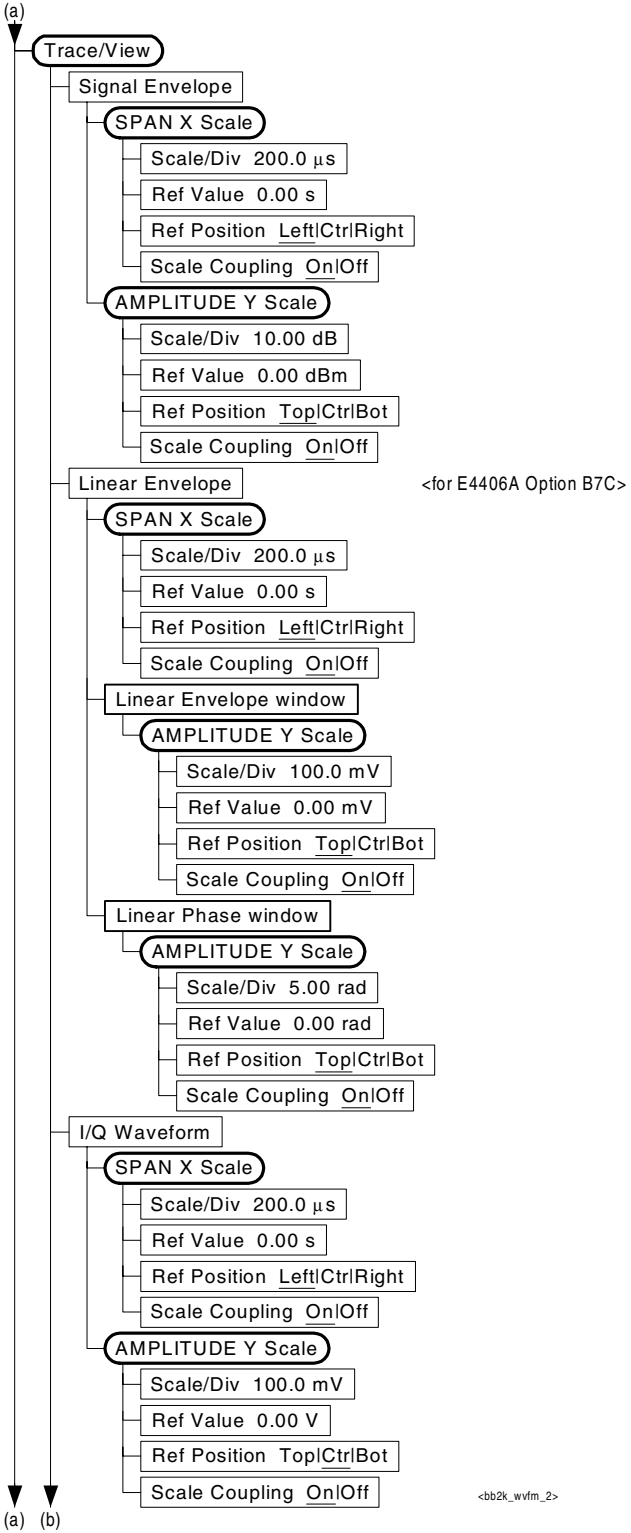 (a)
Trace/View
Signal Envelope
SPAN X Scale
Scale/Div 200.0 μs
Ref Value 0.00 s
Ref Position Left|Ctr|Right
Scale Coupling On|Off
AMPLITUDE Y Scale
Scale/Div 10.00 dB
Ref Value 0.00 dBm
Ref Position Top|Ctr|Bot
Scale Coupling On|Off
Linear Envelope <for E4406A Option B7C>
SPAN X Scale
Scale/Div 200.0 μs
Ref Value 0.00 s
Ref Position Left|Ctr|Right
Scale Coupling On|Off
Linear Envelope window
AMPLITUDE Y Scale
Scale/Div 100.0 mV
Ref Value 0.00 mV
Ref Position Top|Ctr|Bot
Scale Coupling On|Off
Linear Phase window
AMPLITUDE Y Scale
Scale/Div 5.00 rad
Ref Value 0.00 rad
Ref Position Top|Ctr|Bot
Scale Coupling On|Off
I/Q Waveform
SPAN X Scale
Scale/Div 200.0 μs
Ref Value 0.00 s
Ref Position Left|Ctr|Right
Scale Coupling On|Off
AMPLITUDE Y Scale
Scale/Div 100.0 mV
Ref Value 0.00 V
Ref Position Top|Ctr|Bot
Scale Coupling On|Off <bb2k_wvfm_2>
(a) (b)